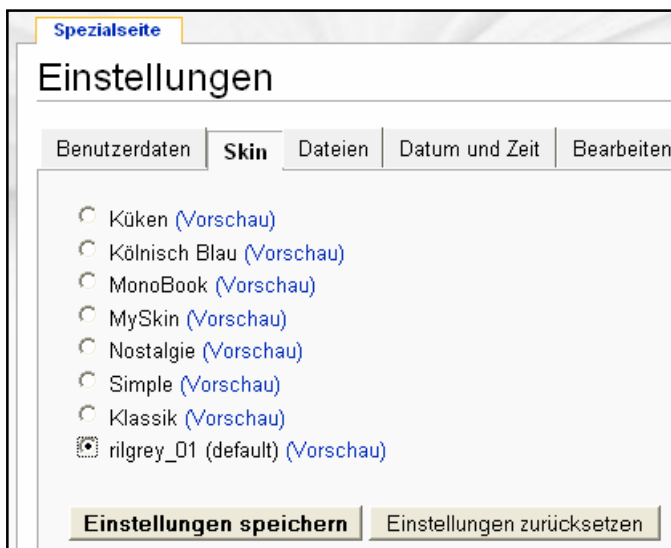 Spezialseite
Einstellungen
Benutzerdaten Skin Dateien Datum und Zeit Bearbeiten
Küken (Vorschau)
Kölnisch Blau (Vorschau)
MonoBook (Vorschau)
MySkin (Vorschau)
Nostalgie (Vorschau)
Simple (Vorschau)
Klassik (Vorschau)
rilgrey_01 (default) (Vorschau)
Einstellungen speichern Einstellungen zurücksetzen